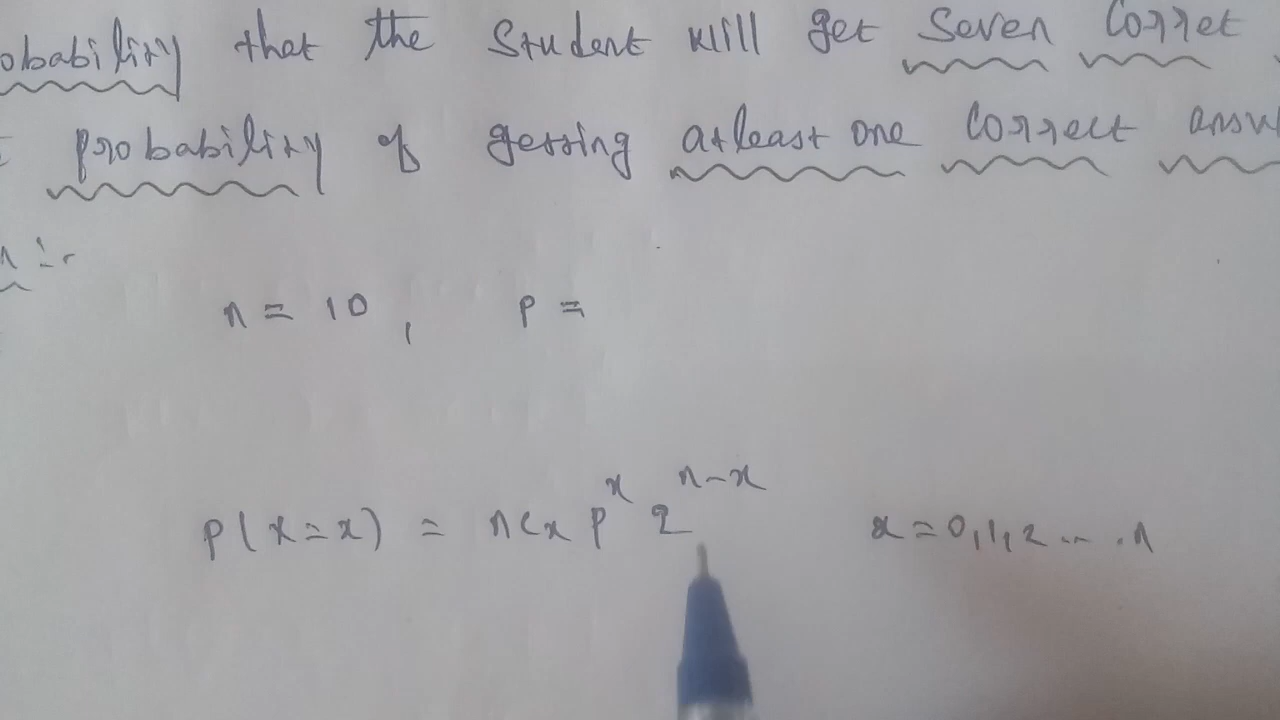 obability that the Student will get Seven Corret
probability of getting atleast one Correct answ
n :-
n = 10, P =
P(X=x) = ncx p^x q^n-x x = 0,1,2 ... .n